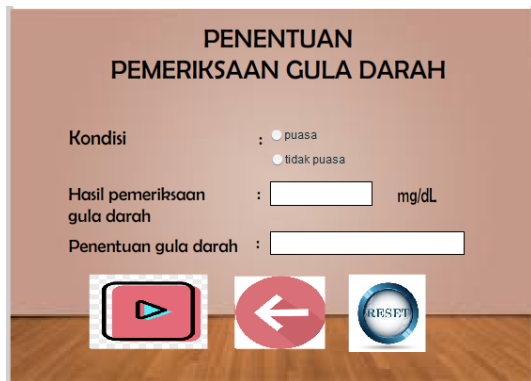 PENENTUAN
PEMERIKSAAN GULA DARAH
Kondisi : puasa
tidak puasa
Hasil pemeriksaan : mg/dL
gula darah
Penentuan gula darah :
RESET